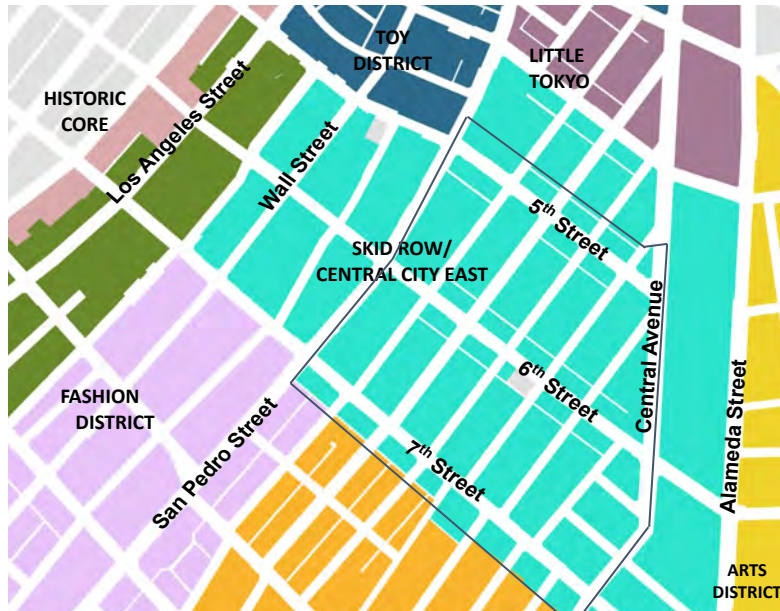 TOY
DISTRICT
LITTLE
TOKYO
HISTORIC
CORE
Los Angeles Street
Wall Street
5th Street
SKID ROW/
CENTRAL CITY EAST
Central Avenue
6th Street
FASHION
DISTRICT
San Pedro Street
7th Street
Alameda Street
ARTS
DISTRICT